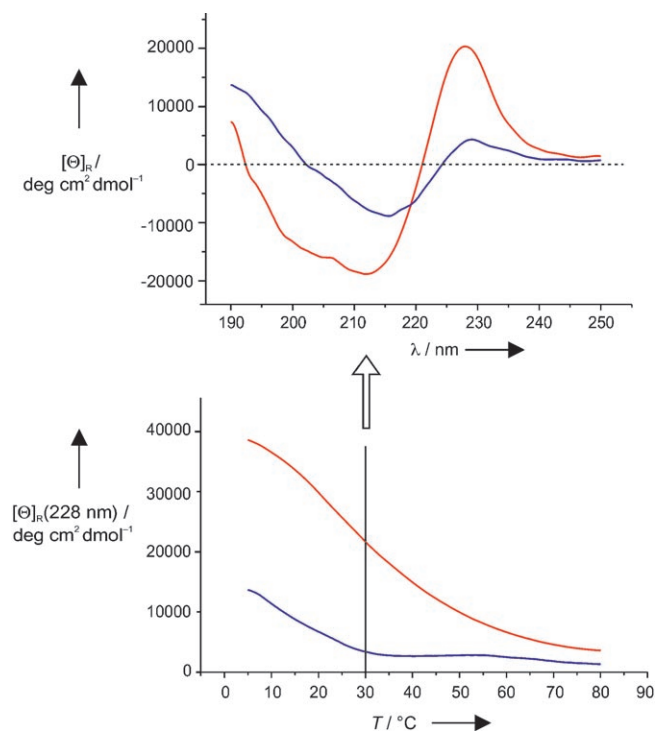 20000
10000
0
-10000
-20000
[Θ]R /
deg cm² dmol⁻¹
190 200 210 220 230 240 250
λ / nm
40000
30000
20000
10000
0
[Θ]R(228 nm) /
deg cm² dmol⁻¹
0 10 20 30 40 50 60 70 80 90
T / °C